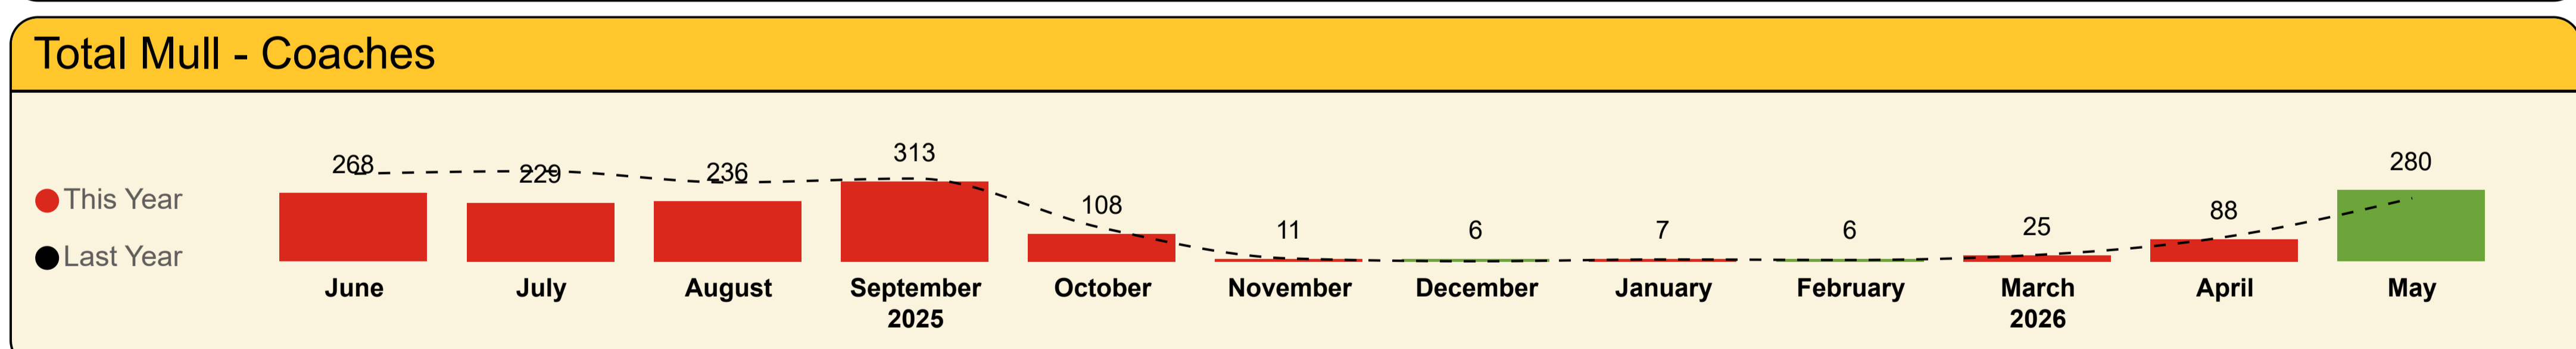 Total Mull - Coaches
This Year
Last Year
268
229
236
313
108
11
6
7
6
25
88
280
June
July
August
September
October
November
December
January
February
March
April
May
2025
2026